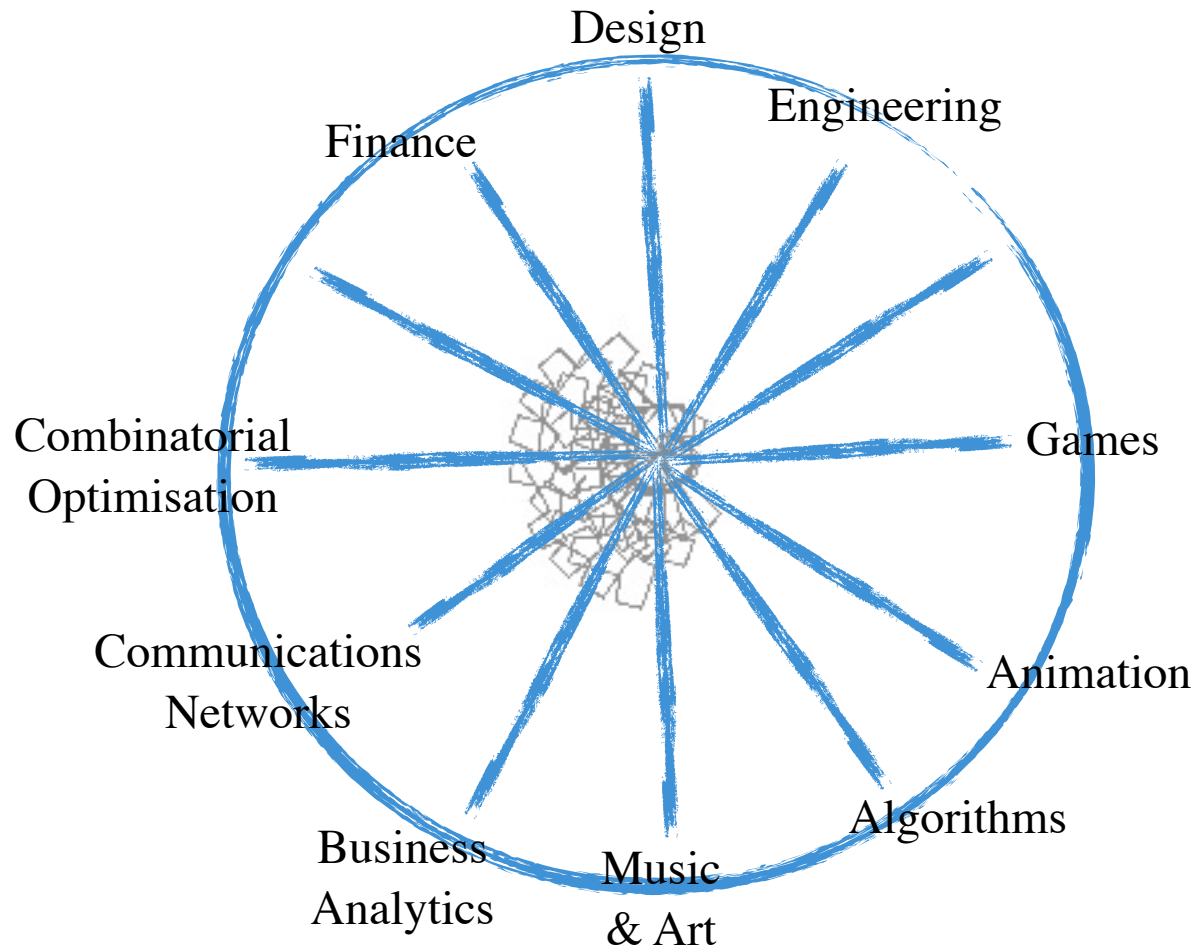 Design
Engineering
Finance
Combinatorial
Optimisation
Games
Communications
Networks
Animation
Algorithms
Business
Analytics
Music
& Art